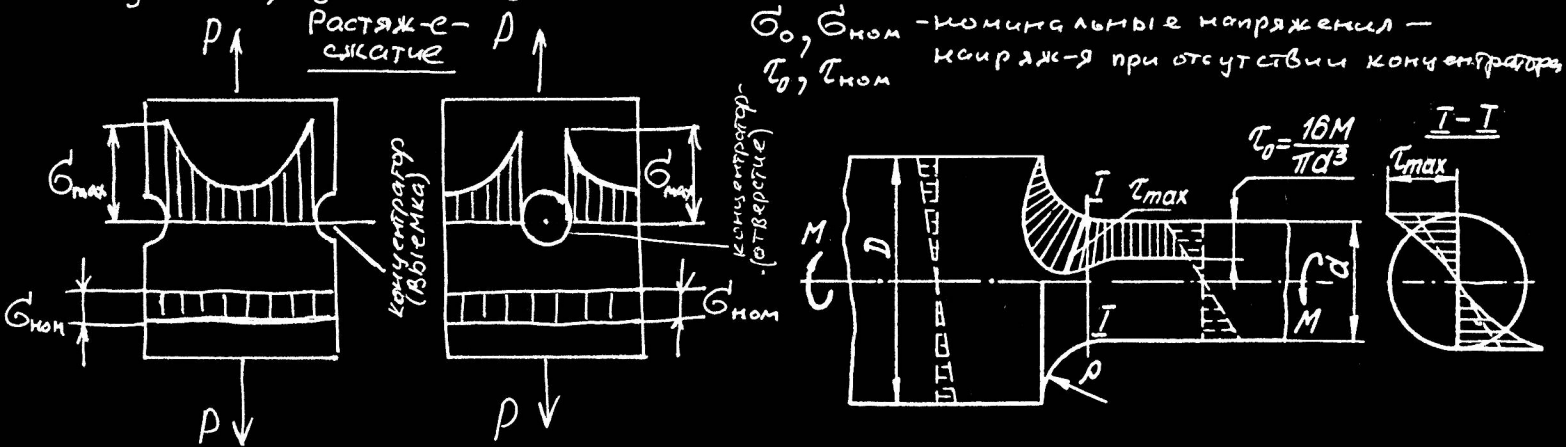 Растяж-е-
сжатие
P
P
σmax
концентратор
(выемка)
σном
P
σmax
концентратор-
-(отверстие)
σном
P
σ₀, σном - номинальные напряжения —
τ₀, τном
напряж-я при отсутствии концентратора
τ₀ = 16M/πd³
I-I
τmax
I
τmax
M
D
d
M
I
ρ